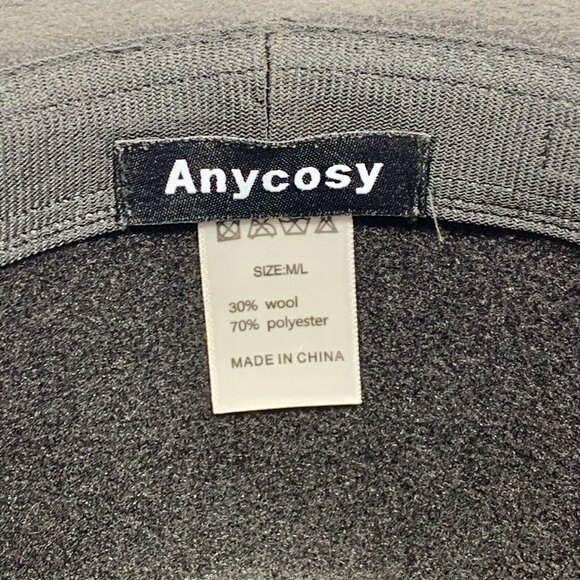 Anycosy
SIZE:M/L
30% wool
70% polyester
MADE IN CHINA